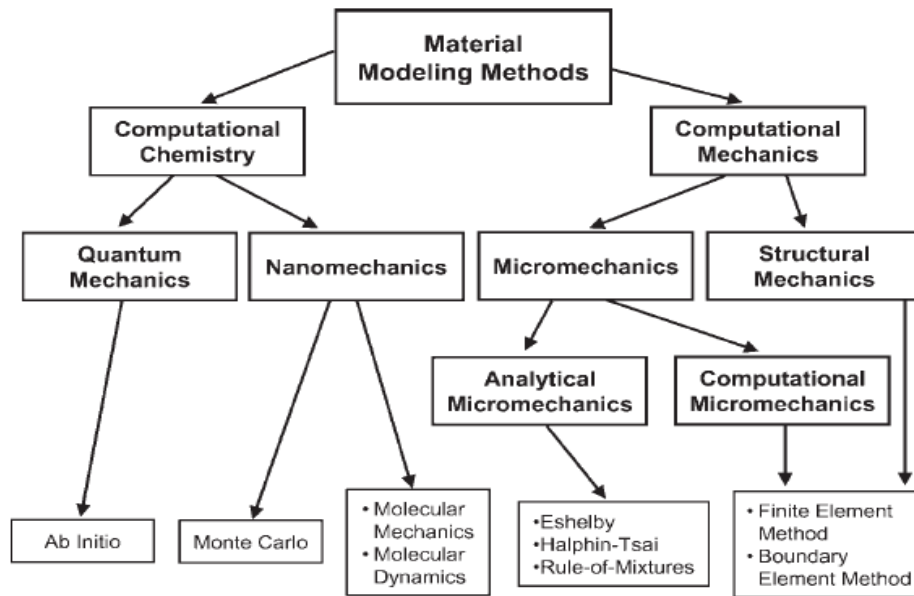 Material
Modeling Methods
Computational
Chemistry
Computational
Mechanics
Quantum
Mechanics
Nanomechanics
Micromechanics
Structural
Mechanics
Analytical
Micromechanics
Computational
Micromechanics
Ab Initio
Monte Carlo
• Molecular
Mechanics
• Molecular
Dynamics
•Eshelby
•Halphin-Tsai
•Rule-of-Mixtures
• Finite Element
Method
• Boundary
Element Method